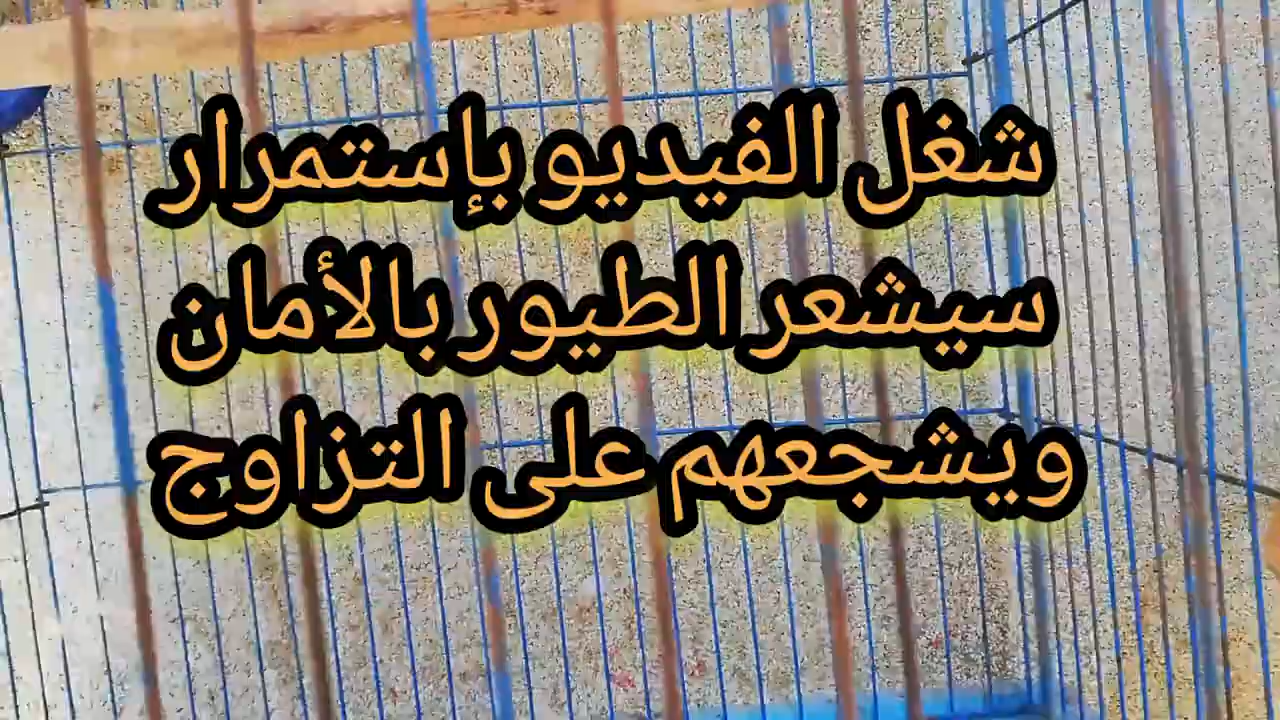 شغل الفيديو بإستمرار
سيشعر الطيور بالأمان
ويشجعهم على التزاوج